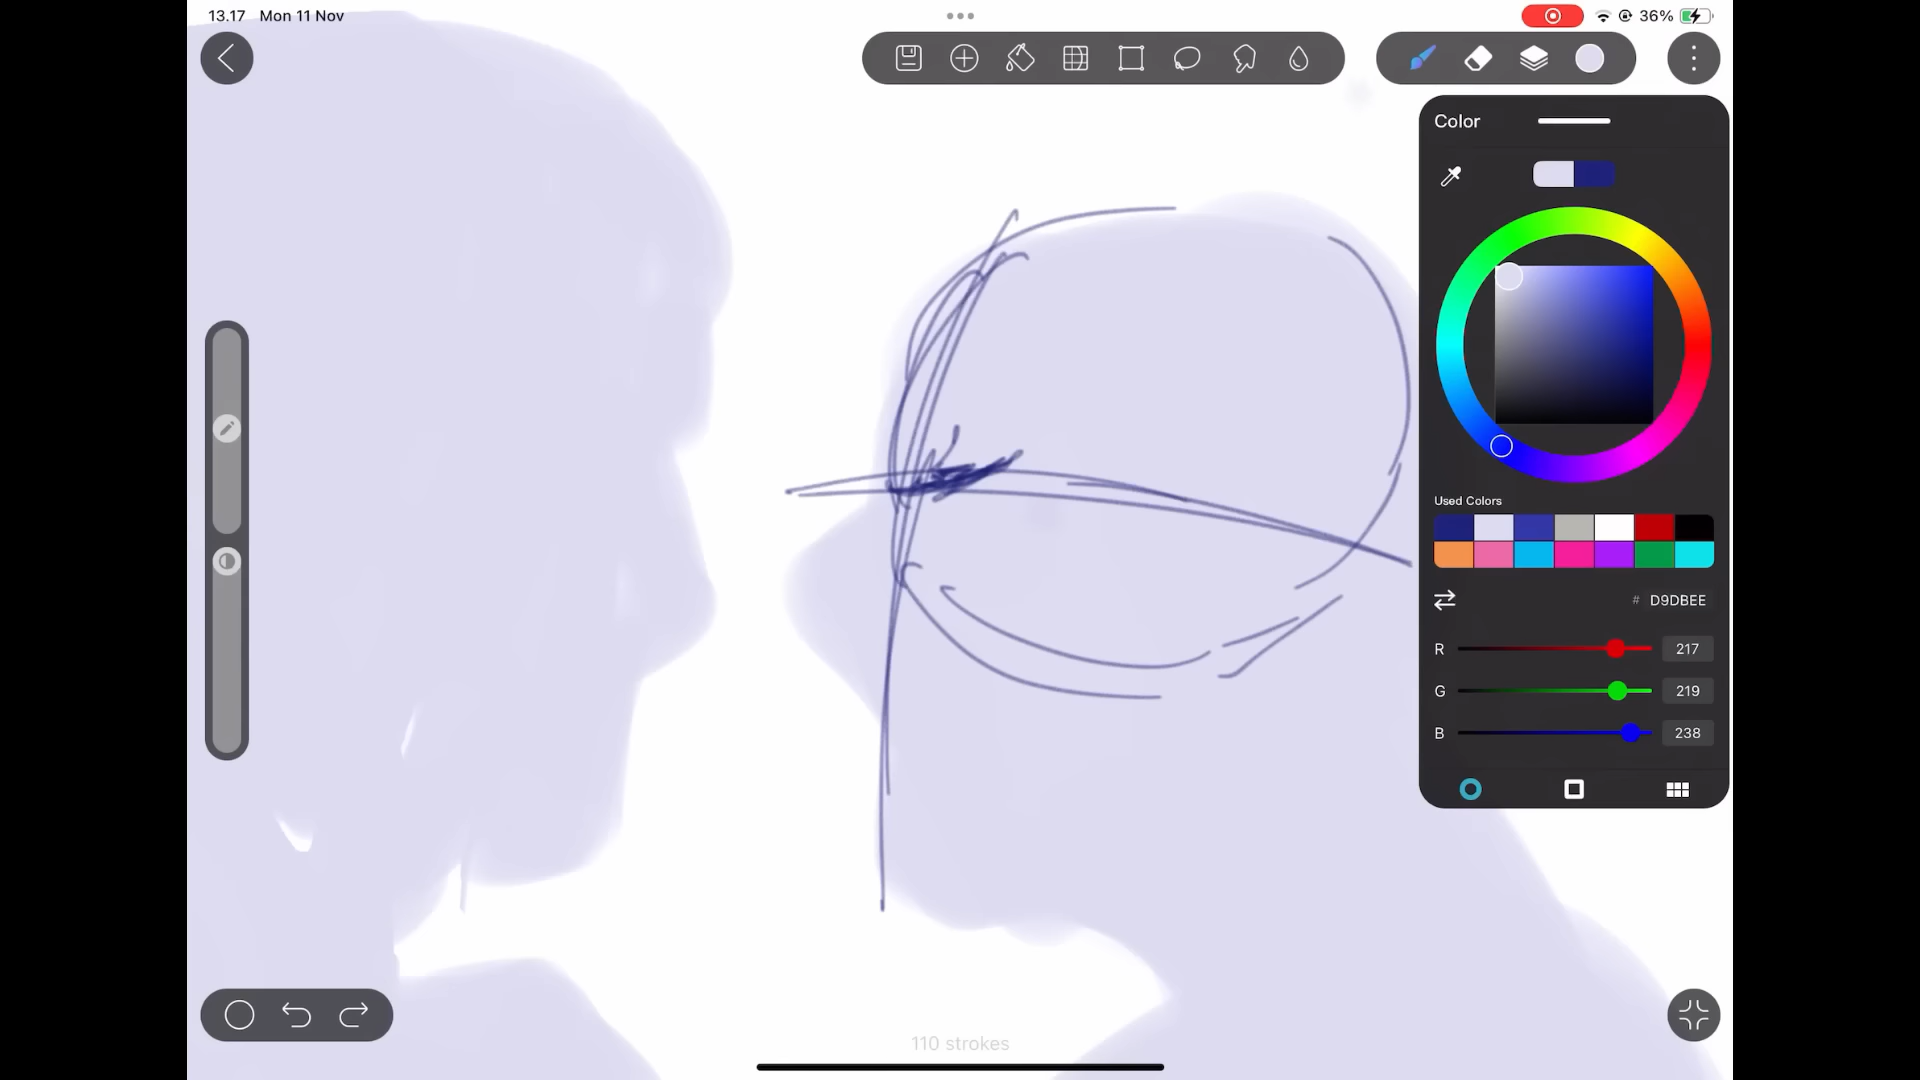 13.17 Mon 11 Nov
36%
Color
Used Colors
# D9DBEE
R 217
G 219
B 238
110 strokes